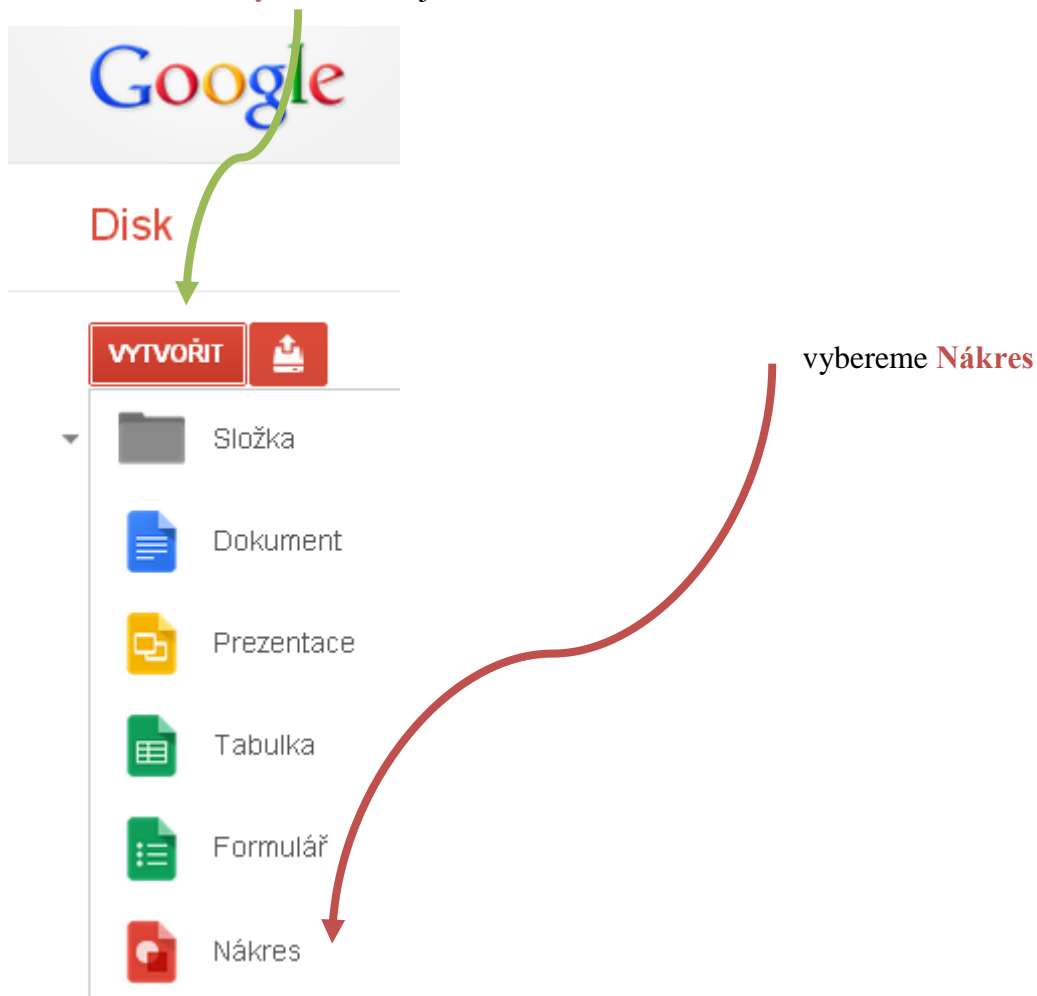 Google
Disk
VYTVOŘIT
vybereme Nákres
Složka
Dokument
Prezentace
Tabulka
Formulář
Nákres